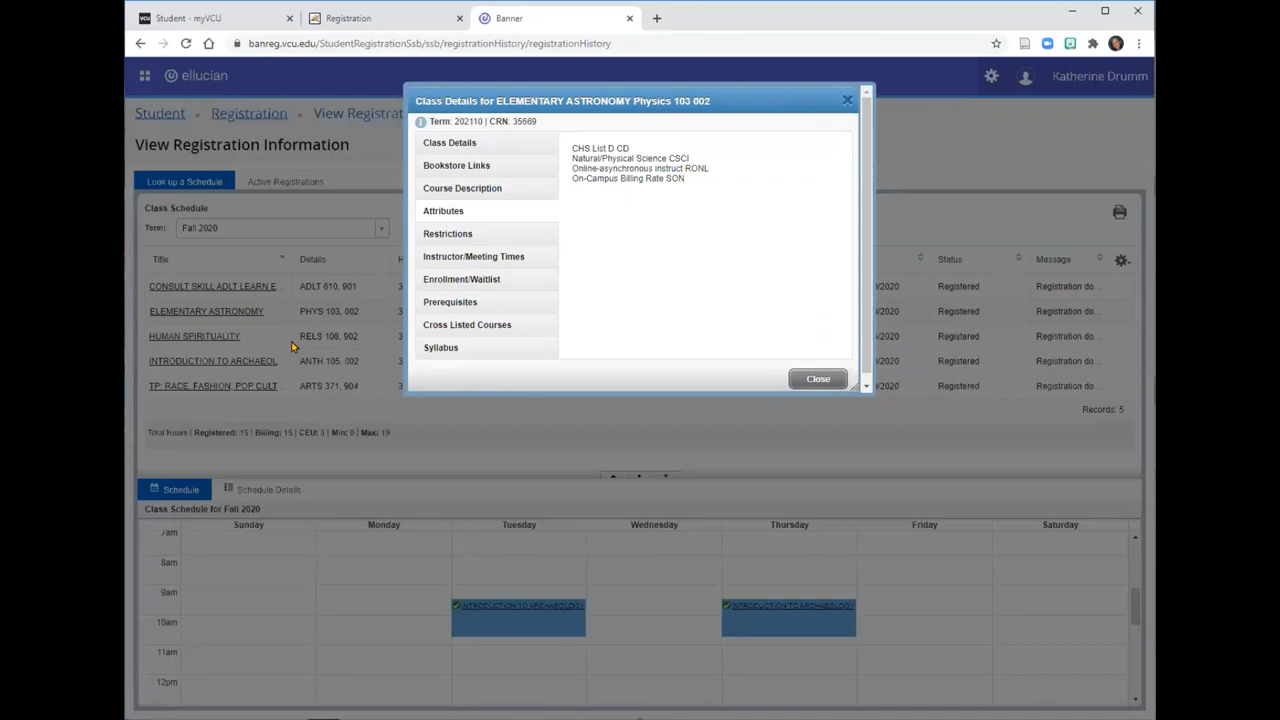 Student - myVCU
Registration
Banner
banreg.vcu.edu/StudentRegistrationSsb/ssb/registrationHistory/registrationHistory
ellucian
Katherine Drumm
Student • Registration • View Registrat
View Registration Information
Look up a Schedule
Active Registrations
Class Schedule
Term:
Fall 2020
Title
Details
H
Status
Message
CONSULT SKILL ADLT LEARN E...
ADLT 610, 901
3
/2020
Registered
Registration do...
ELEMENTARY ASTRONOMY
PHYS 103, 002
3
/2020
Registered
Registration do...
HUMAN SPIRITUALITY
RELS 108, 902
3
/2020
Registered
Registration do...
INTRODUCTION TO ARCHAEOL...
ANTH 105, 002
3
/2020
Registered
Registration do...
TP: RACE, FASHION, POP CULT...
ARTS 371, 904
3
/2020
Registered
Registration do...
Records: 5
Total Hours | Registered: 15 | Billing: 15 | CEU: 0 | Min: 0 | Max: 19
Class Details for ELEMENTARY ASTRONOMY Physics 103 002
Term: 202110 | CRN: 35669
Class Details
Bookstore Links
Course Description
Attributes
Restrictions
Instructor/Meeting Times
Enrollment/Waitlist
Prerequisites
Cross Listed Courses
Syllabus
CHS List D CD
Natural/Physical Science CSCI
Online-asynchronous instruct RONL
On-Campus Billing Rate SON
Close
Schedule
Schedule Details
Class Schedule for Fall 2020
Sunday
Monday
Tuesday
Wednesday
Thursday
Friday
Saturday
7am
8am
9am
INTRODUCTION TO ARCHAEOLOGY
INTRODUCTION TO ARCHAEOLOGY
10am
11am
12pm